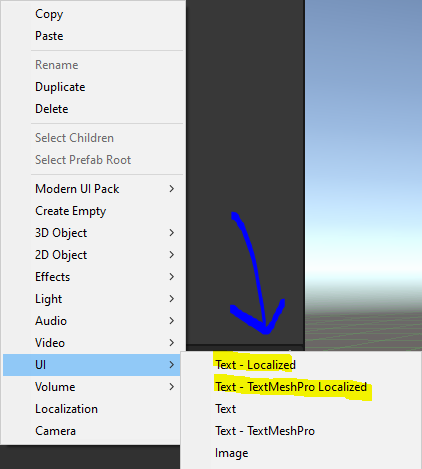 Copy
Paste
Rename
Duplicate
Delete
Select Children
Select Prefab Root
Modern UI Pack
Create Empty
3D Object
2D Object
Effects
Light
Audio
Video
UI
Volume
Localization
Camera
Text - Localized
Text - TextMeshPro Localized
Text
Text - TextMeshPro
Image